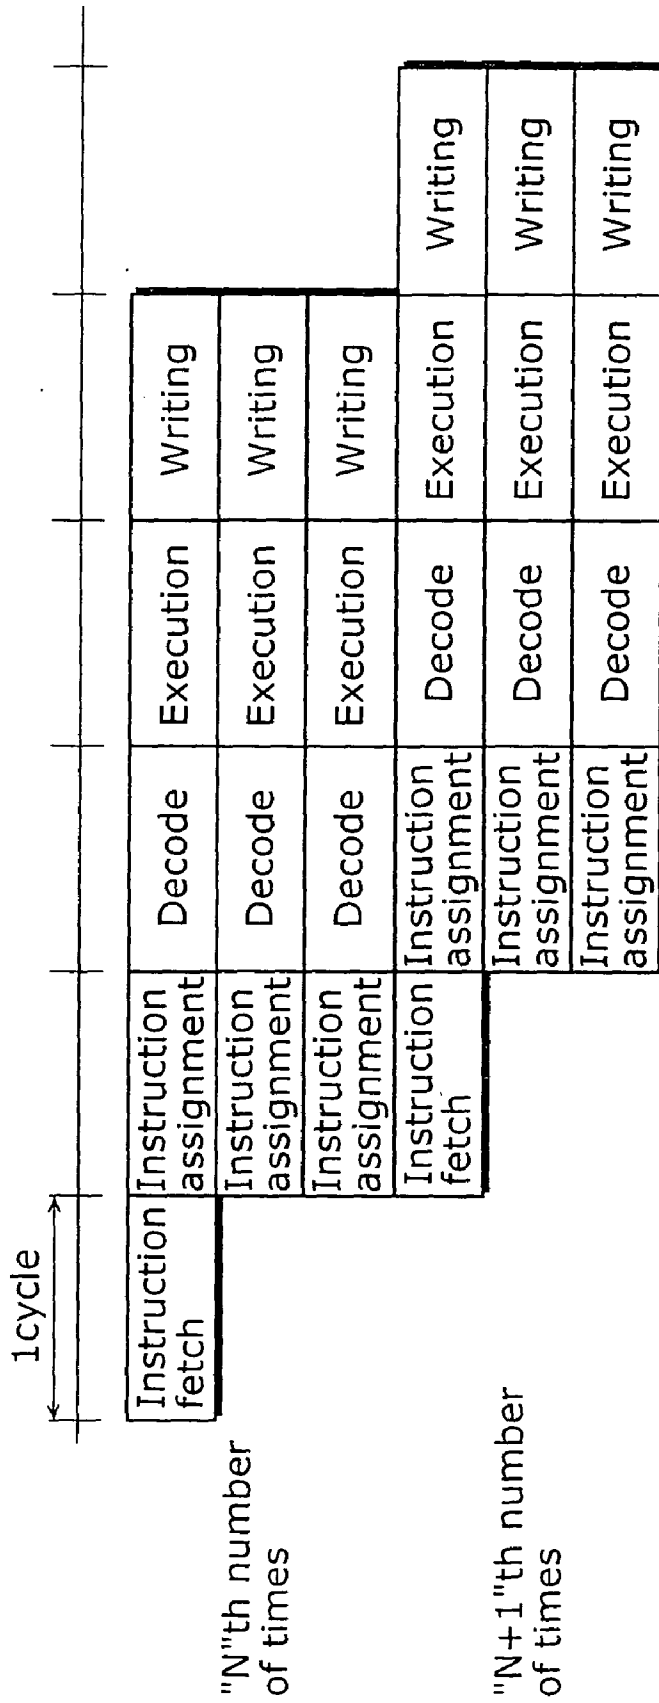 1cycle
Instruction
fetch
Instruction
assignment
Decode
Execution
Writing
"N"th number
of times
Instruction
assignment
Decode
Execution
Writing
Instruction
assignment
Decode
Execution
Writing
Instruction
fetch
Instruction
assignment
Decode
Execution
Writing
"N+1"th number
of times
Instruction
assignment
Decode
Execution
Writing
Instruction
assignment
Decode
Execution
Writing